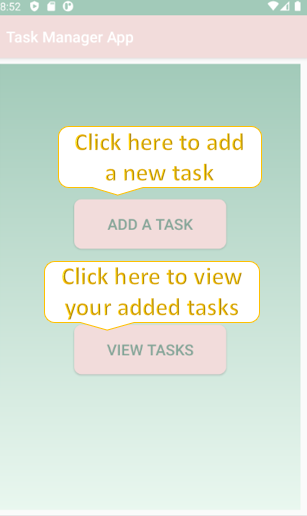 8:52
Task Manager App
Click here to add
a new task
ADD A TASK
Click here to view
your added tasks
VIEW TASKS